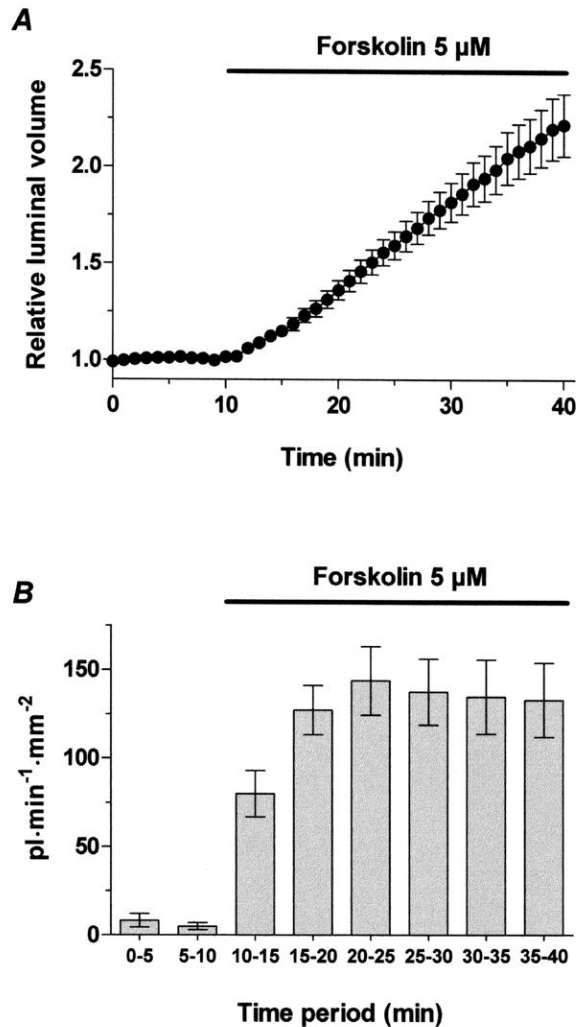 A
Forskolin 5 µM
Relative luminal volume
2.5
2.0
1.5
1.0
0 10 20 30 40
Time (min)
B
Forskolin 5 µM
pl·min⁻¹·mm⁻²
150
100
50
0
0-5 5-10 10-15 15-20 20-25 25-30 30-35 35-40
Time period (min)